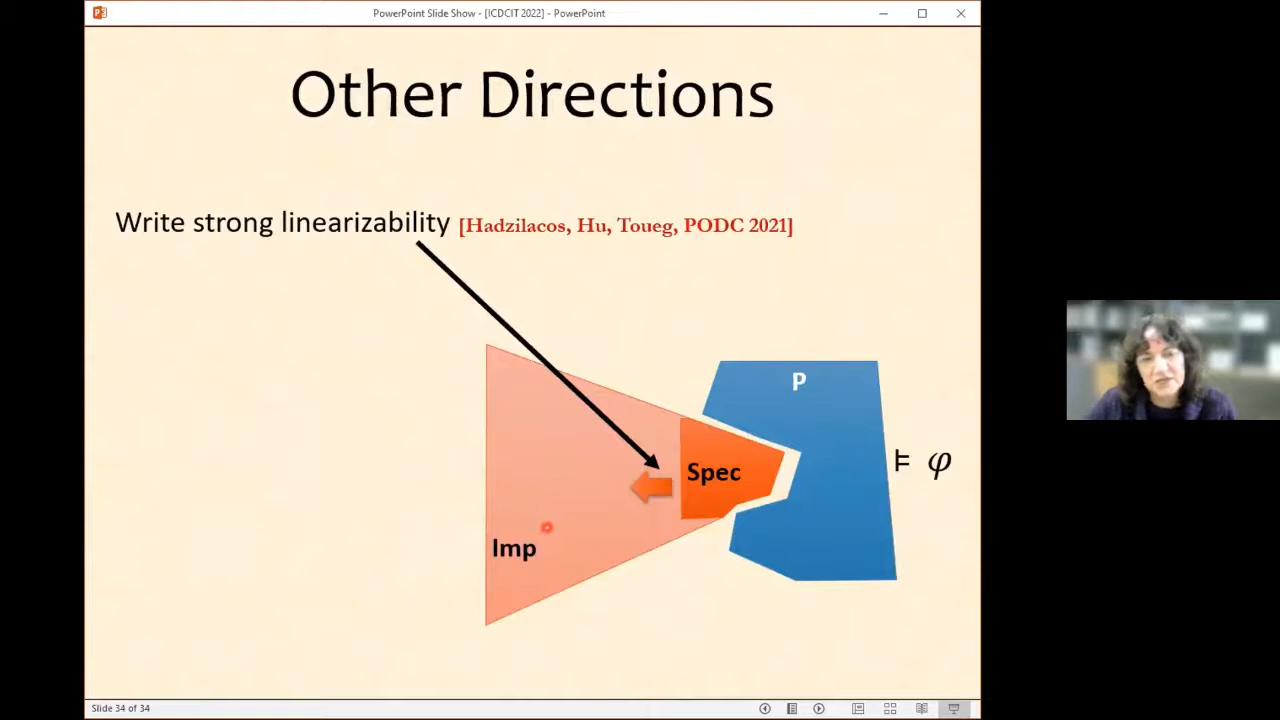 PowerPoint Slide Show - [ICDCIT 2022] - PowerPoint
Other Directions
Write strong linearizability [Hadzilacos, Hu, Toueg, PODC 2021]
P
Spec
⊨ φ
Imp
Slide 34 of 34